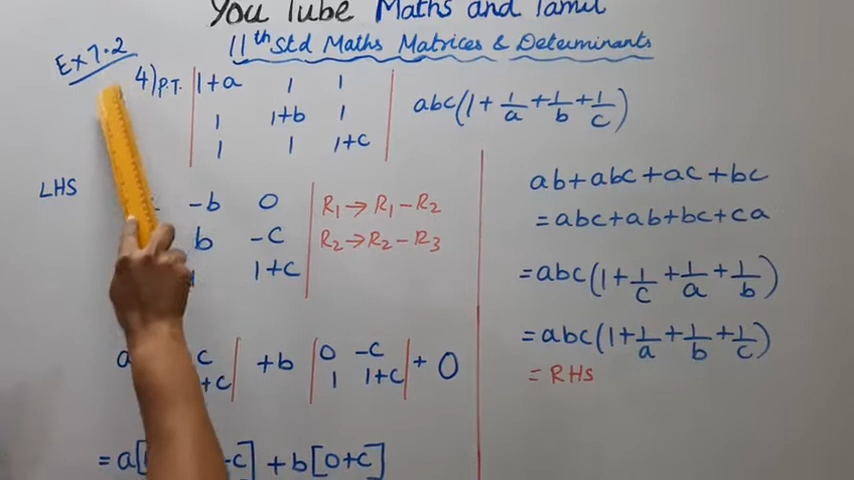 You Tube Maths and Tamil
11th Std Maths Matrices & Determinants
Ex 7.2
4) P.T. | 1+a 1 1 |
| 1 1+b 1 |
| 1 1 1+c |
abc(1 + 1/a + 1/b + 1/c)
LHS
-b 0 | R1 → R1 - R2
b -c | R2 → R2 - R3
1+c |
a c | + b | 0 -c | + 0
+c | | 1 1+c |
= a[ -c] + b[0+c]
ab+abc+ac+bc
= abc+ab+bc+ca
= abc(1 + 1/c + 1/a + 1/b)
= abc(1 + 1/a + 1/b + 1/c)
= RHS